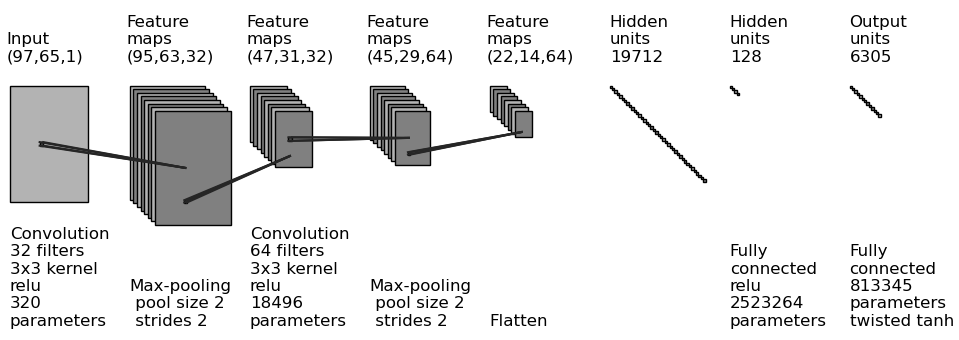 Input
(97,65,1)
Feature
maps
(95,63,32)
Feature
maps
(47,31,32)
Feature
maps
(45,29,64)
Feature
maps
(22,14,64)
Hidden
units
19712
Hidden
units
128
Output
units
6305
Convolution
32 filters
3x3 kernel
relu
320
parameters
Max-pooling
pool size 2
strides 2
Convolution
64 filters
3x3 kernel
relu
18496
parameters
Max-pooling
pool size 2
strides 2
Flatten
Fully
connected
relu
2523264
parameters
Fully
connected
813345
parameters
twisted tanh